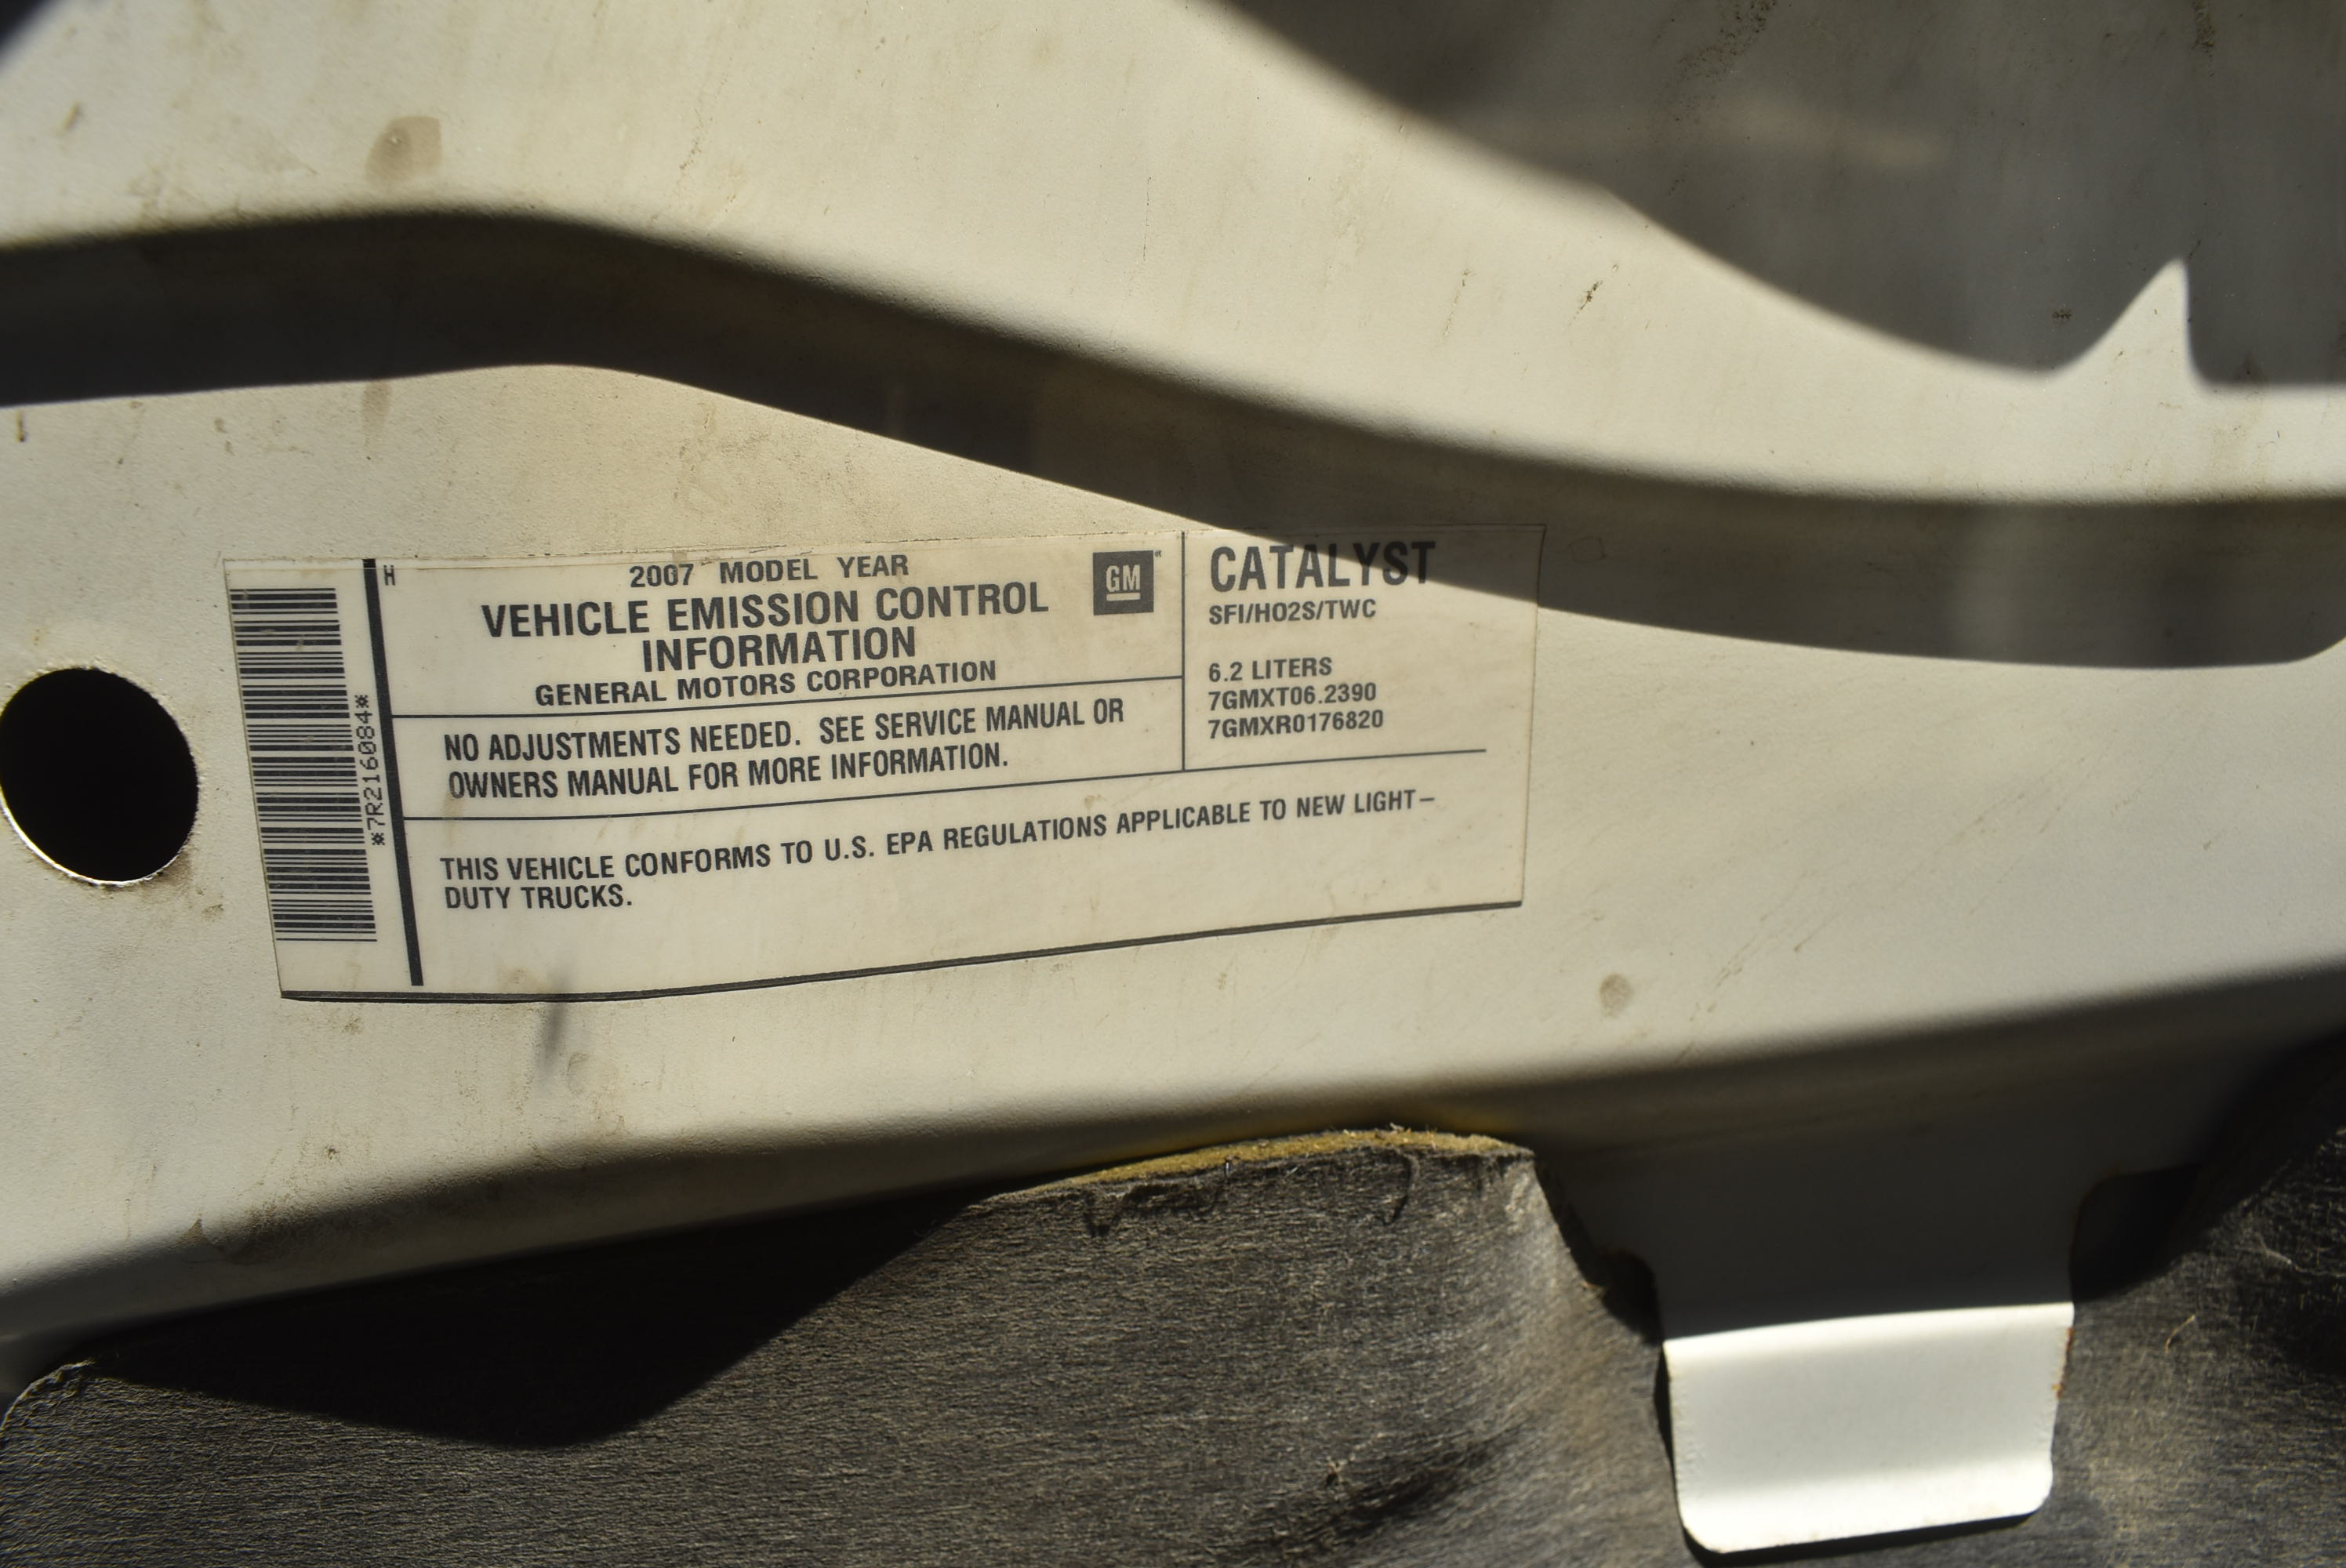 *7R216084*
H
2007 MODEL YEAR
VEHICLE EMISSION CONTROL
INFORMATION
GENERAL MOTORS CORPORATION
GM
NO ADJUSTMENTS NEEDED. SEE SERVICE MANUAL OR
OWNERS MANUAL FOR MORE INFORMATION.
CATALYST
SFI/HO2S/TWC
6.2 LITERS
7GMXT06.2390
7GMXR0176820
THIS VEHICLE CONFORMS TO U.S. EPA REGULATIONS APPLICABLE TO NEW LIGHT–
DUTY TRUCKS.